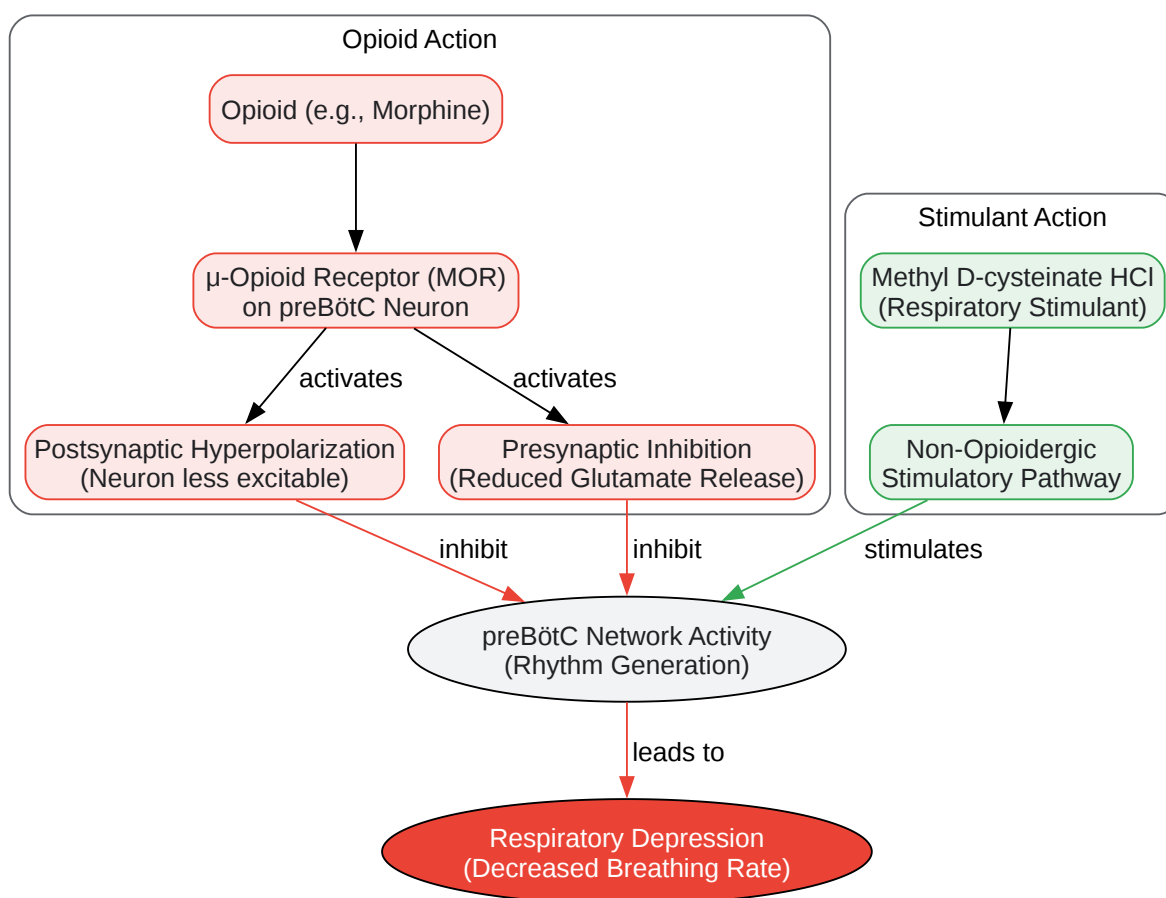 Opioid Action
Opioid (e.g., Morphine)
Stimulant Action
μ-Opioid Receptor (MOR)
on preBötC Neuron
Methyl D-cysteinate HCl
(Respiratory Stimulant)
activates
activates
Postsynaptic Hyperpolarization
(Neuron less excitable)
Presynaptic Inhibition
(Reduced Glutamate Release)
Non-Opioidergic
Stimulatory Pathway
inhibit
inhibit
stimulates
preBötC Network Activity
(Rhythm Generation)
leads to
Respiratory Depression
(Decreased Breathing Rate)